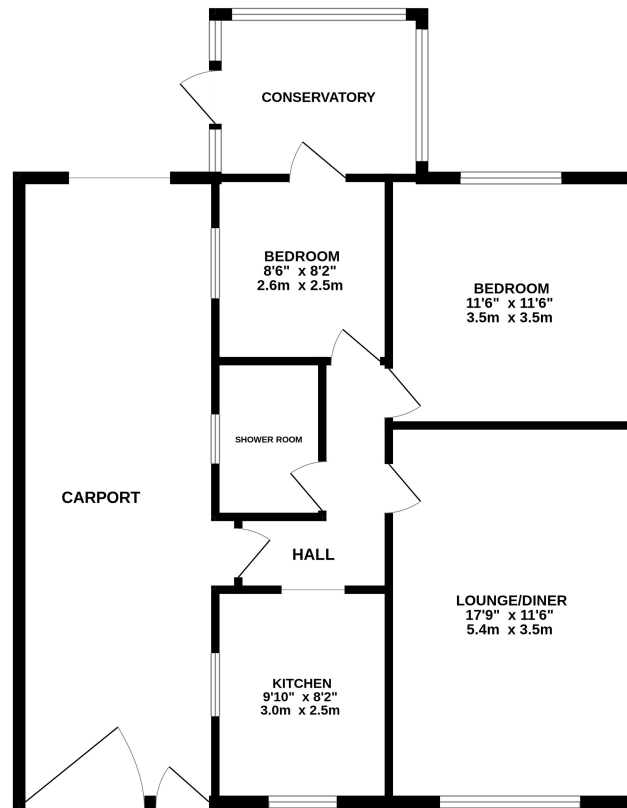 CONSERVATORY
BEDROOM
8'6" x 8'2"
2.6m x 2.5m
BEDROOM
11'6" x 11'6"
3.5m x 3.5m
SHOWER ROOM
CARPORT
HALL
LOUNGE/DINER
17'9" x 11'6"
5.4m x 3.5m
KITCHEN
9'10" x 8'2"
3.0m x 2.5m